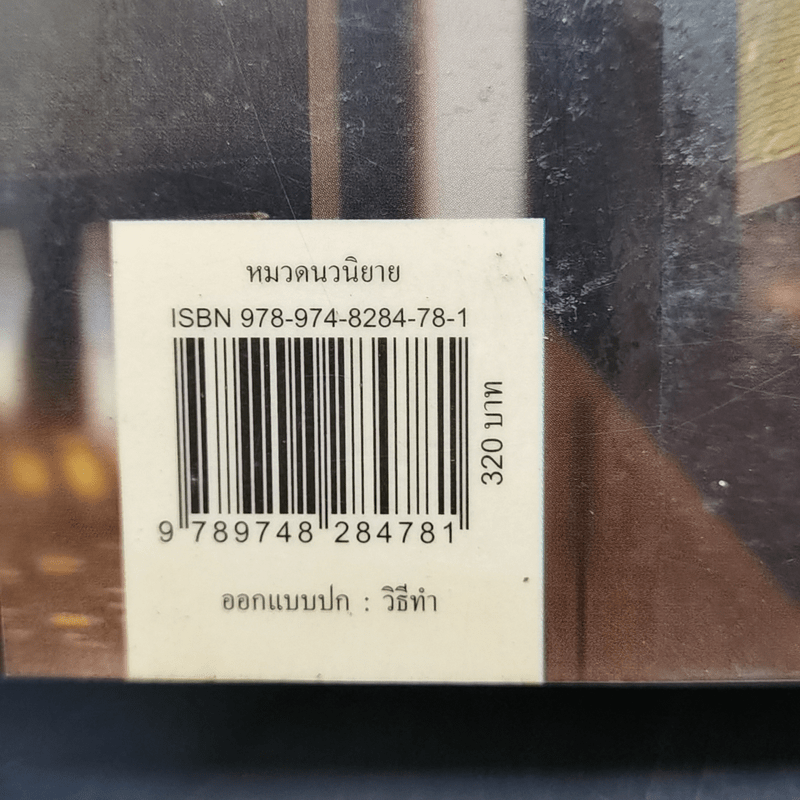 หมวดนวนิยาย
ISBN 978-974-8284-78-1
320 บาท
9 789748 284781
ออกแบบปก : วิธีทำ